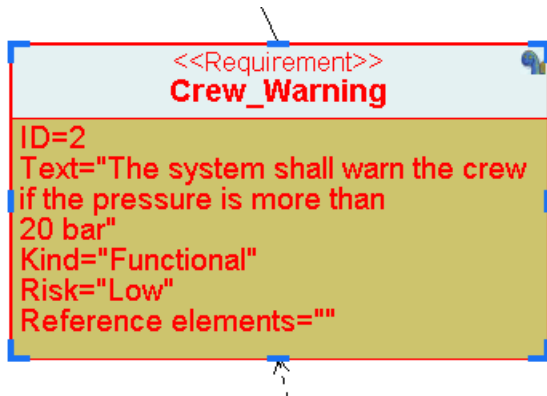 <<Requirement>>
Crew_Warning
ID=2
Text="The system shall warn the crew
if the pressure is more than
20 bar"
Kind="Functional"
Risk="Low"
Reference elements=""